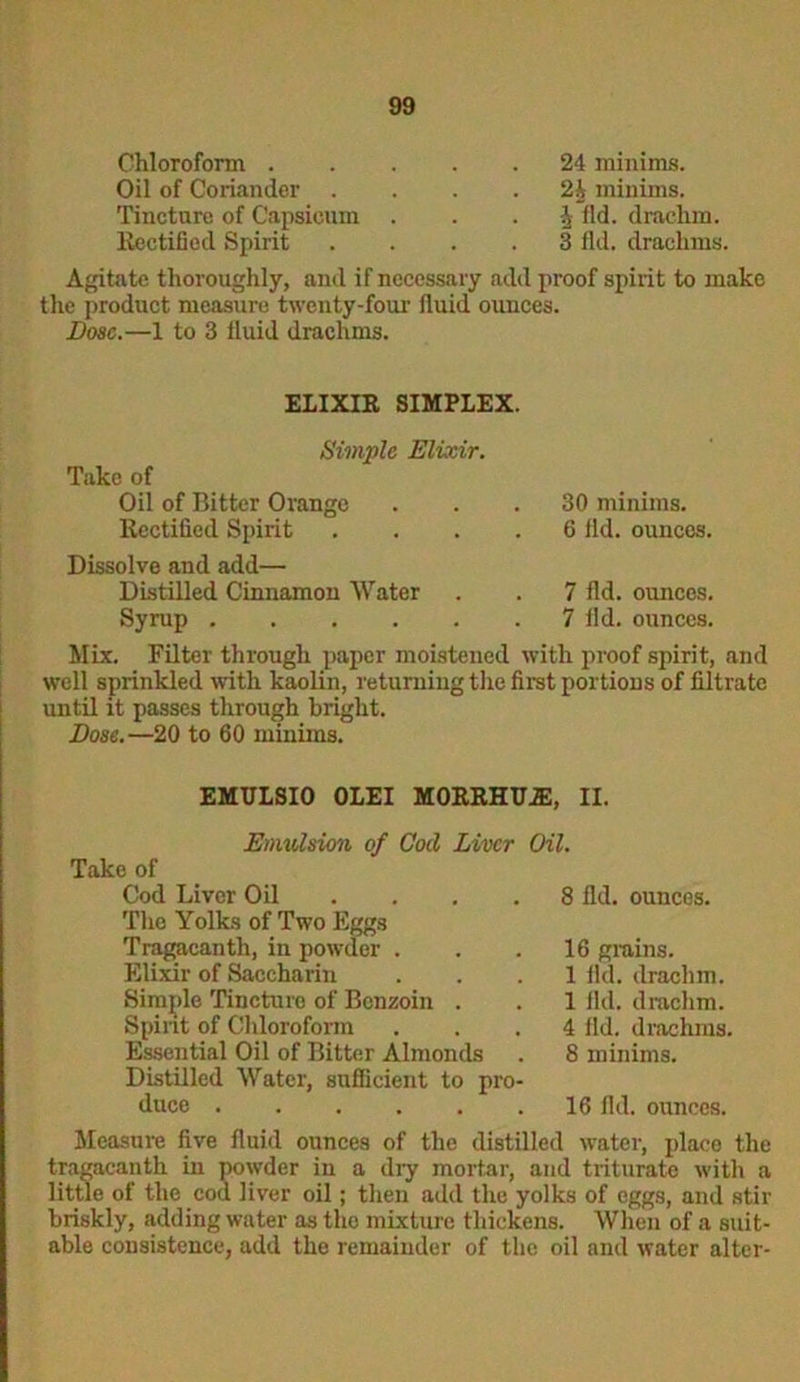 99
Chloroform . . . . . 24 minims.
Oil of Coriander . . . . 2½ minims.
Tincture of Capsicum . . . ½ fld. drachm.
Rectified Spirit . . . . 3 fld. drachms.
Agitate thoroughly, and if necessary add proof spirit to make
the product measure twenty-four fluid ounces.
Dose.—1 to 3 fluid drachms.
ELIXIR SIMPLEX.
Simple Elixir.
Take of
Oil of Bitter Orange . . . 30 minims.
Rectified Spirit . . . . 6 fld. ounces.
Dissolve and add—
Distilled Cinnamon Water . . 7 fld. ounces.
Syrup . . . . . . 7 fld. ounces.
Mix. Filter through paper moistened with proof spirit, and
well sprinkled with kaolin, returning the first portions of filtrate
until it passes through bright.
Dose.—20 to 60 minims.
EMULSIO OLEI MORRHUÆ, II.
Emulsion of Cod Liver Oil.
Take of
Cod Liver Oil . . . . 8 fld. ounces.
The Yolks of Two Eggs
Tragacanth, in powder . . . 16 grains.
Elixir of Saccharin . . . 1 fld. drachm.
Simple Tincture of Benzoin . . 1 fld. drachm.
Spirit of Chloroform . . . 4 fld. drachms.
Essential Oil of Bitter Almonds . 8 minims.
Distilled Water, sufficient to pro-
duce . . . . . . 16 fld. ounces.
Measure five fluid ounces of the distilled water, place the
tragacanth in powder in a dry mortar, and triturate with a
little of the cod liver oil; then add the yolks of eggs, and stir
briskly, adding water as the mixture thickens. When of a suit-
able consistence, add the remainder of the oil and water alter-